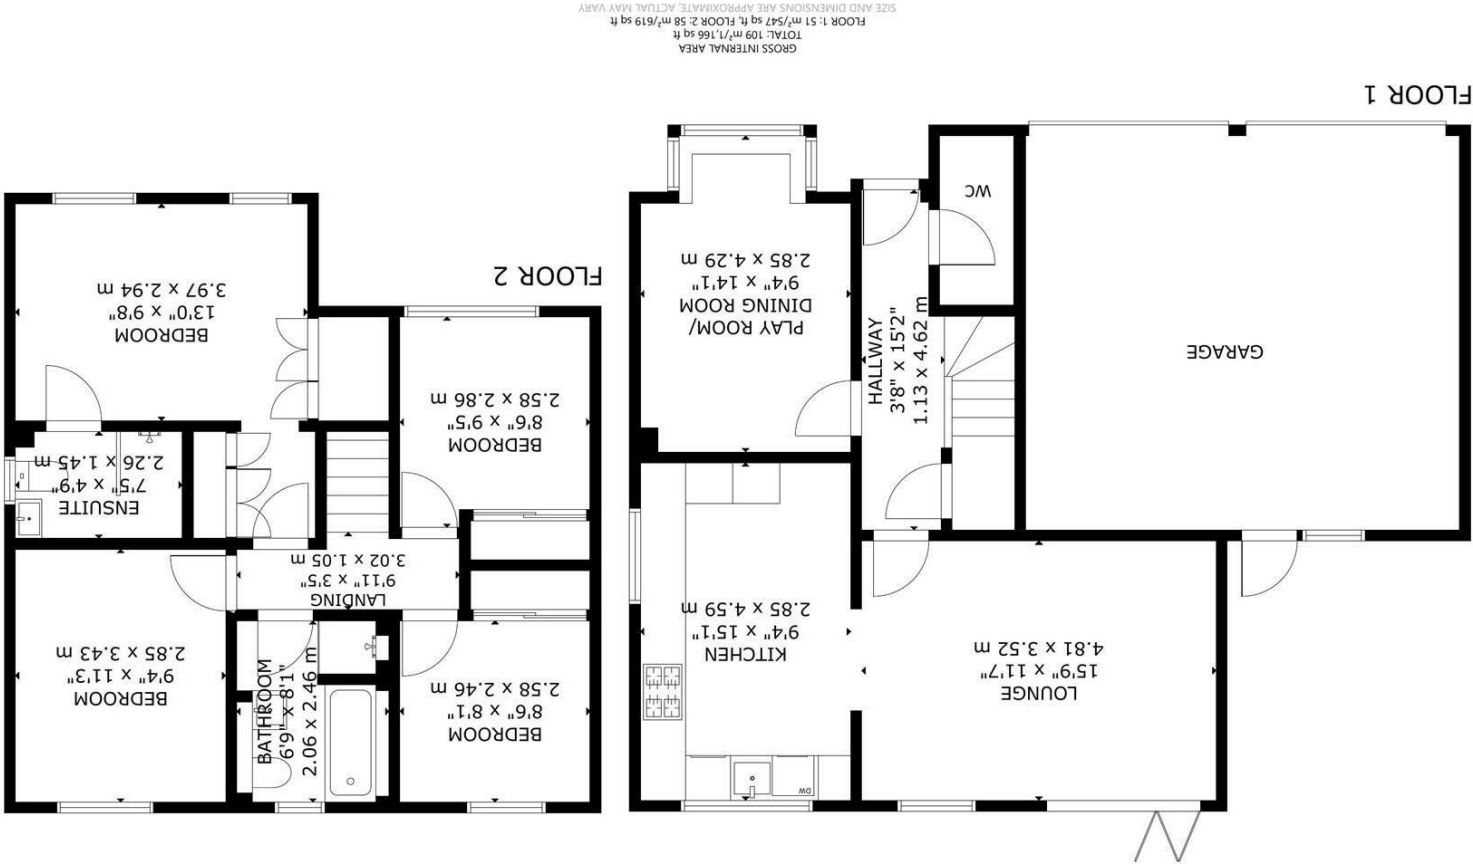 DW
LOUNGE
15'9" x 11'7"
4.81 x 3.52 m
KITCHEN
9'4" x 15'1"
2.85 x 4.59 m
GARAGE
HALLWAY
3'8" x 15'2"
1.13 x 4.62 m
PLAY ROOM/
DINING ROOM
9'4" x 14'1"
2.85 x 4.29 m
WC
FLOOR 1
BEDROOM
8'6" x 8'1"
2.58 x 2.46 m
BATHROOM
6'9" x 8'1"
2.06 x 2.46 m
BEDROOM
9'4" x 11'3"
2.85 x 3.43 m
LANDING
9'11" x 3'5"
3.02 x 1.05 m
ENSUITE
7'5" x 4'9"
2.26 x 1.45 m
BEDROOM
8'6" x 9'5"
2.58 x 2.86 m
BEDROOM
13'0" x 9'8"
3.97 x 2.94 m
FLOOR 2
GROSS INTERNAL AREA
TOTAL: 109 m²/1,166 sq ft
FLOOR 1: 51 m²/547 sq ft, FLOOR 2: 58 m²/619 sq ft
SIZE AND DIMENSIONS ARE APPROXIMATE, ACTUAL MAY VARY